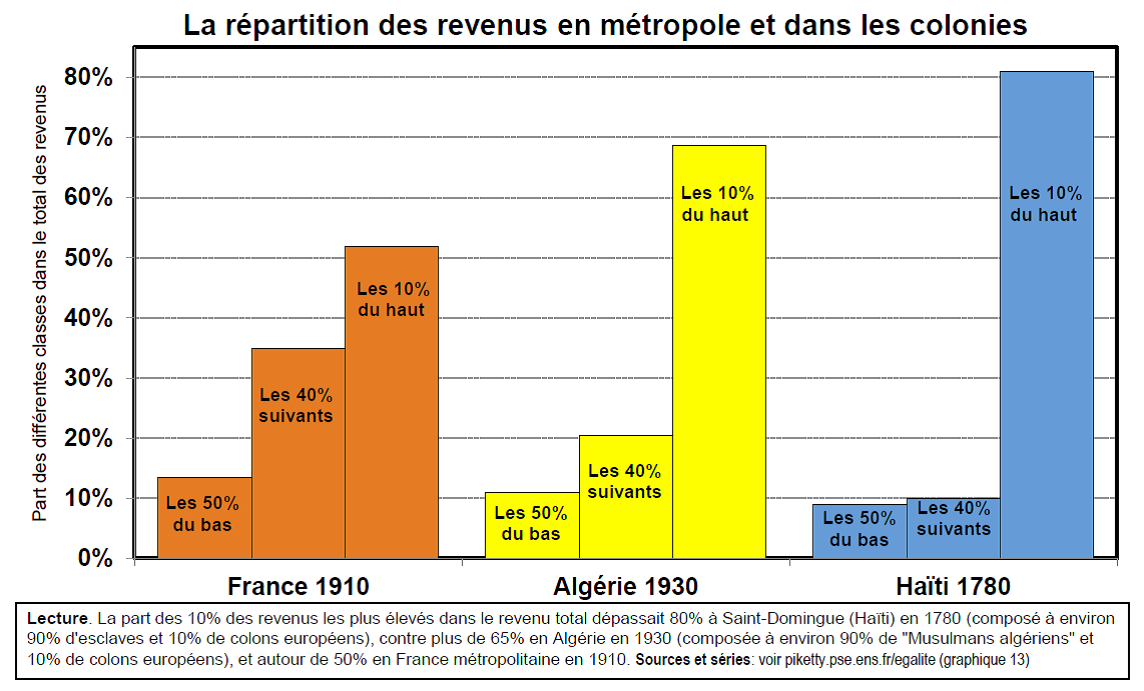 La répartition des revenus en métropole et dans les colonies
Part des différentes classes dans le total des revenus
80%
70%
60%
50%
40%
30%
20%
10%
0%
Les 50%
du bas
Les 40%
suivants
Les 10%
du haut
Les 50%
du bas
Les 40%
suivants
Les 10%
du haut
Les 50%
du bas
Les 40%
suivants
Les 10%
du haut
France 1910
Algérie 1930
Haïti 1780
Lecture. La part des 10% des revenus les plus élevés dans le revenu total dépassait 80% à Saint-Domingue (Haïti) en 1780 (composé à environ
90% d'esclaves et 10% de colons européens), contre plus de 65% en Algérie en 1930 (composée à environ 90% de "Musulmans algériens" et
10% de colons européens), et autour de 50% en France métropolitaine en 1910. Sources et séries: voir piketty.pse.ens.fr/egalite (graphique 13)